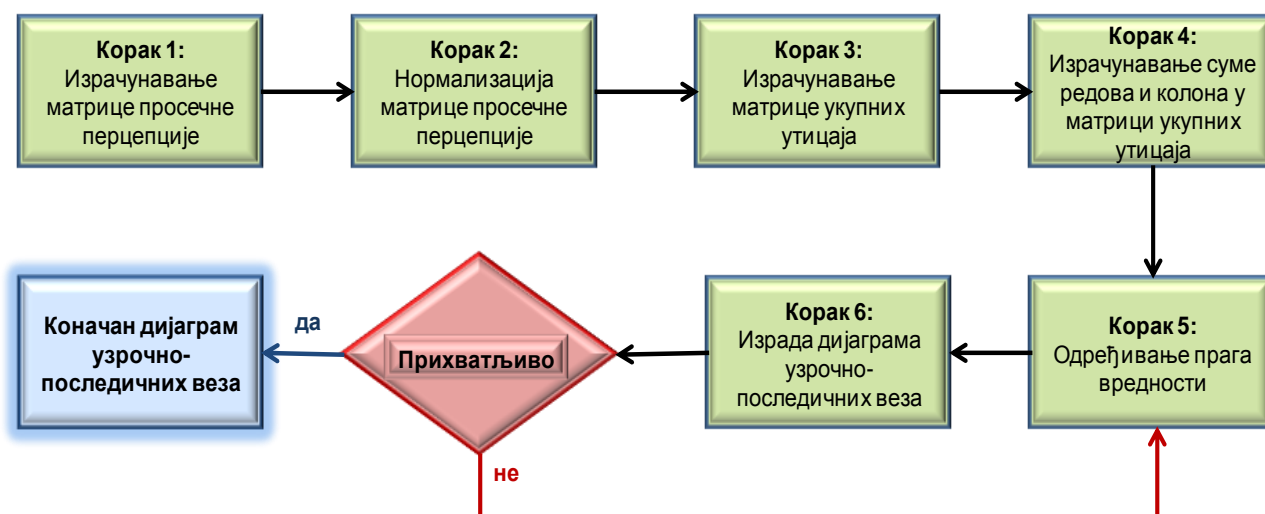 Корак 1:
Израчунавање
матрице просечне
перцепције
Корак 2:
Нормализација
матрице просечне
перцепције
Корак 3:
Израчунавање
матрице укупних
утицаја
Корак 4:
Израчунавање суме
редова и колона у
матрици укупних
утицаја
Корак 5:
Одређивање прага
вредности
Корак 6:
Израда дијаграма
узрочно-
последичних веза
Прихватљиво
да
не
Коначан дијаграм
узрочно-
последичних веза